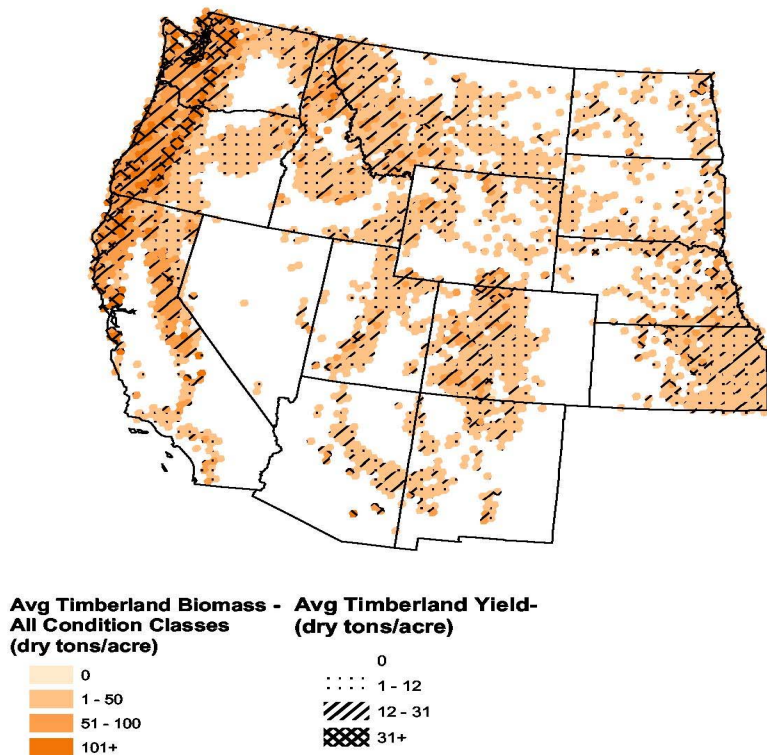 Avg Timberland Biomass -
All Condition Classes
(dry tons/acre)
0
1 - 50
51 - 100
101+
Avg Timberland Yield-
(dry tons/acre)
0
1 - 12
12 - 31
31+